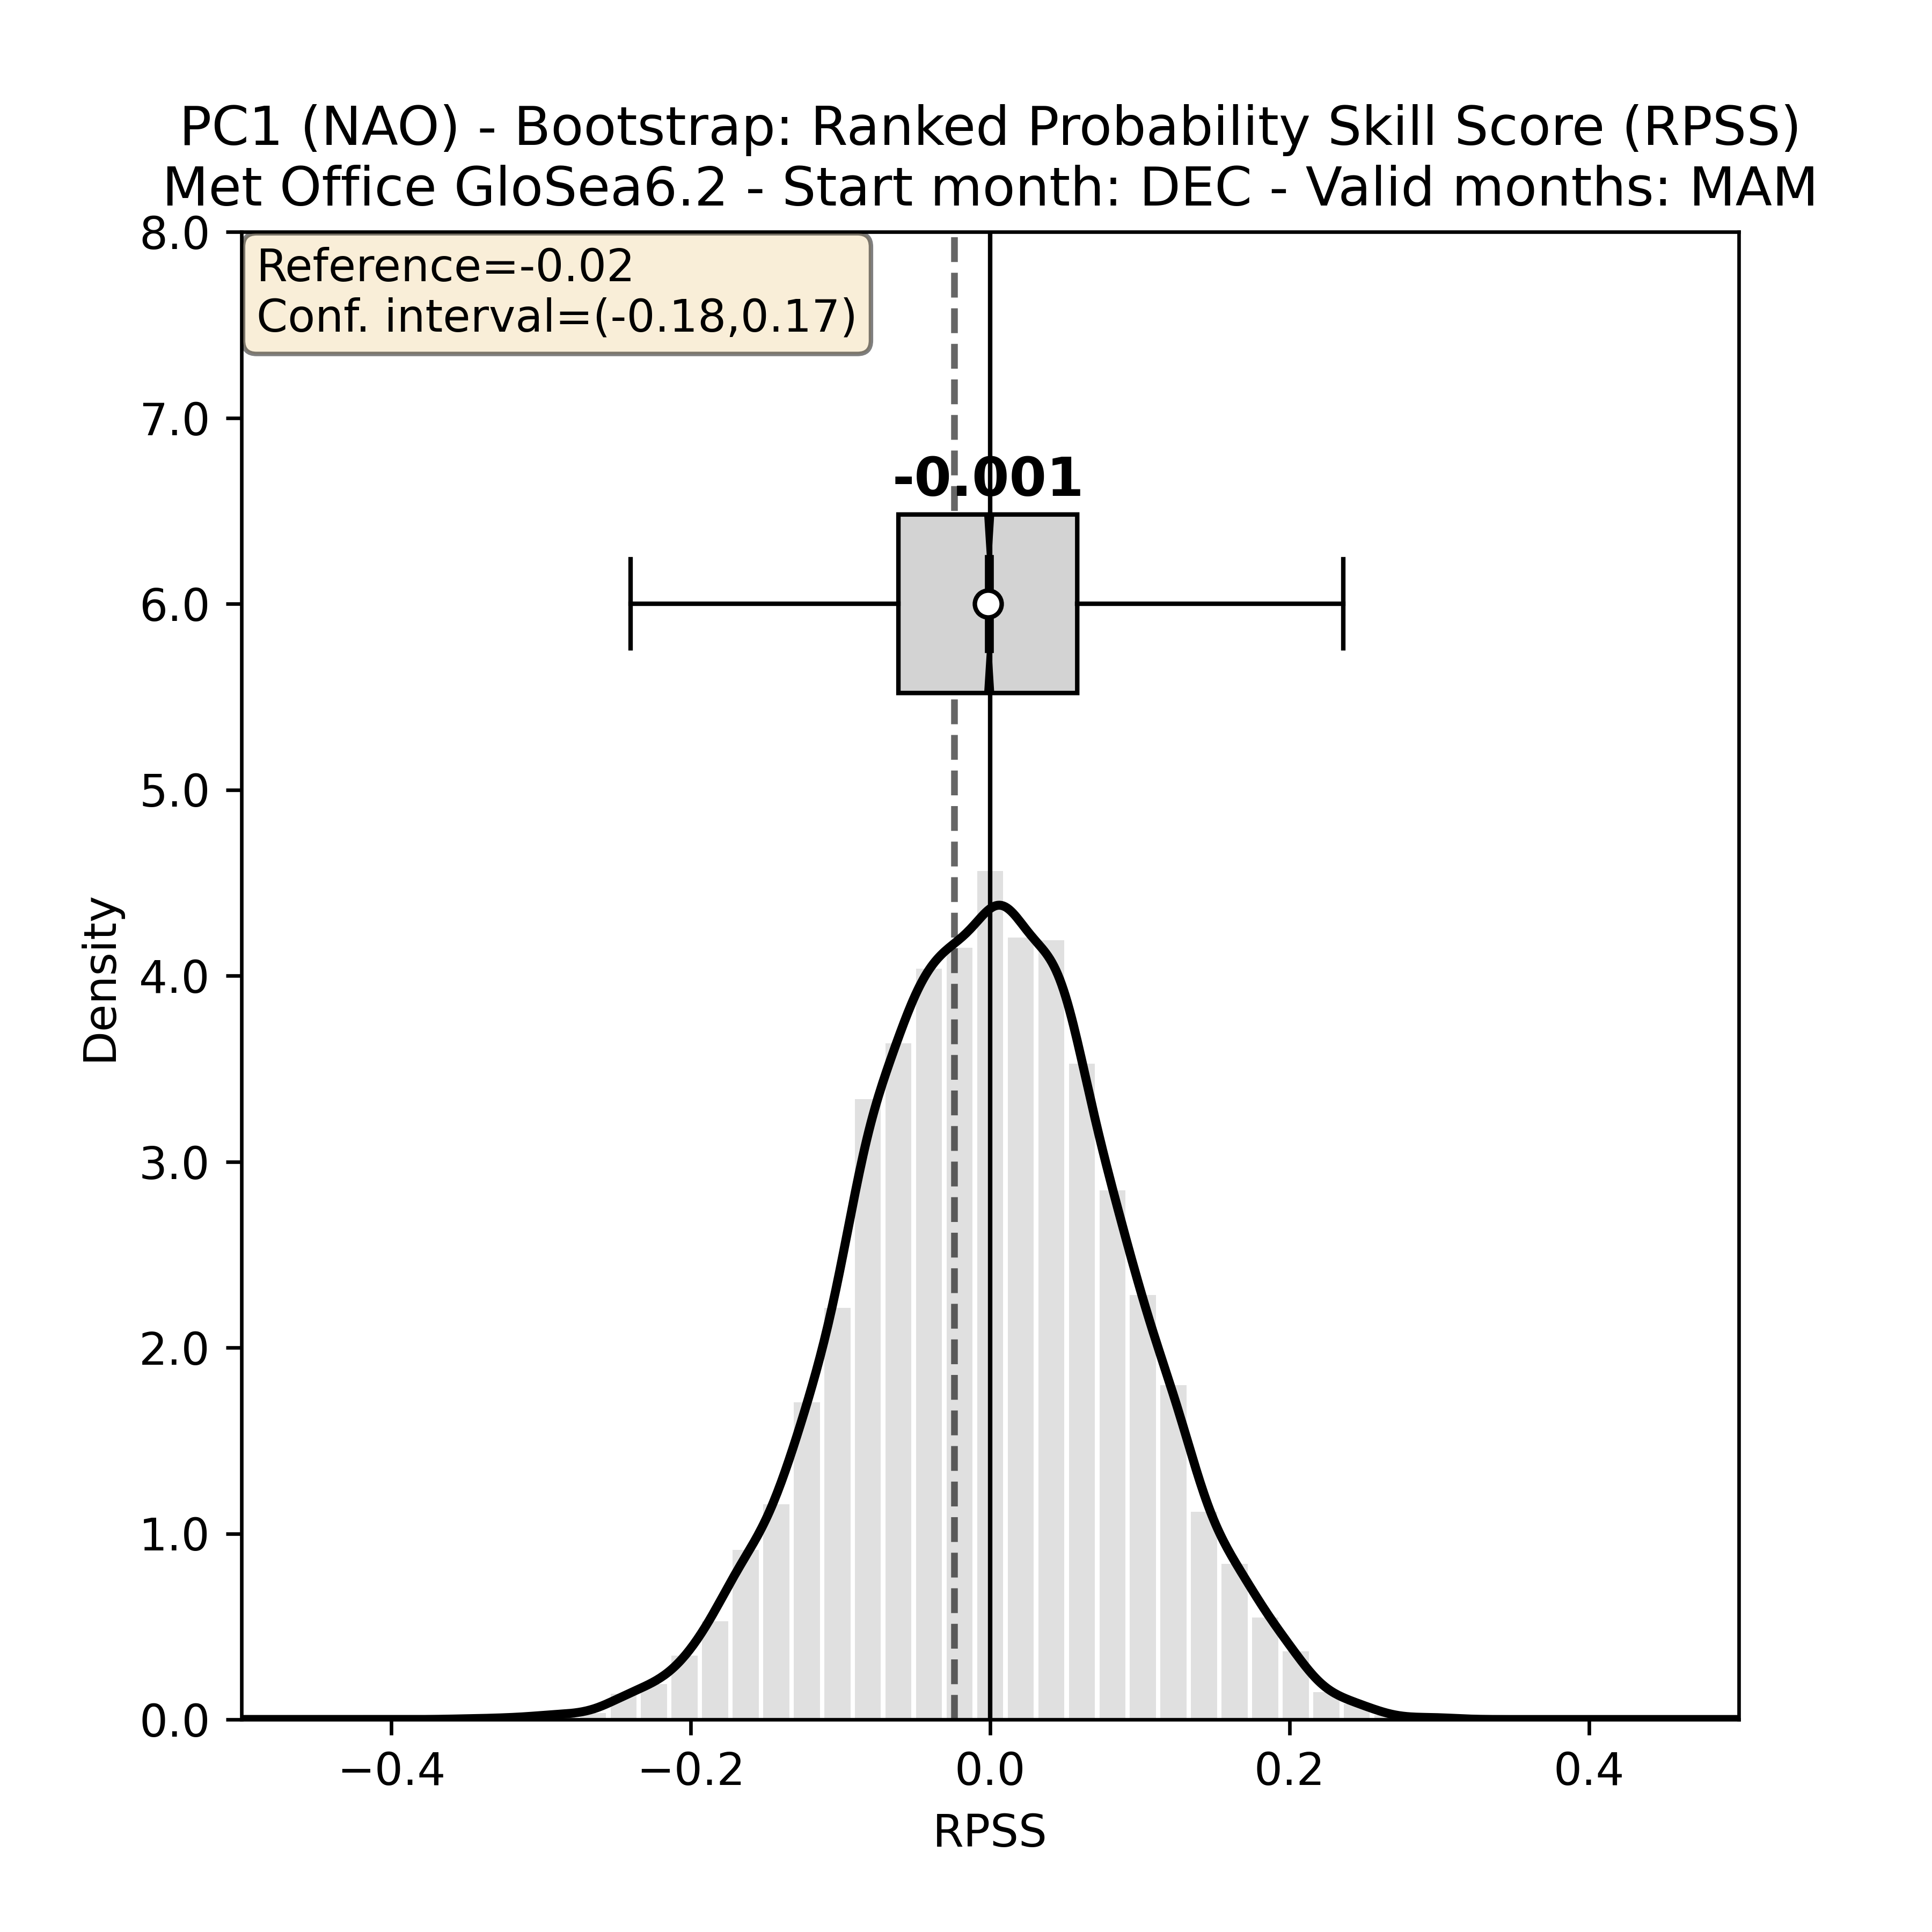 PC1 (NAO) - Bootstrap: Ranked Probability Skill Score (RPSS)
Met Office GloSea6.2 - Start month: DEC - Valid months: MAM
Reference=-0.02
Conf. interval=(-0.18,0.17)
-0.001
8.0
7.0
6.0
5.0
4.0
3.0
2.0
1.0
0.0
Density
−0.4
−0.2
0.0
0.2
0.4
RPSS